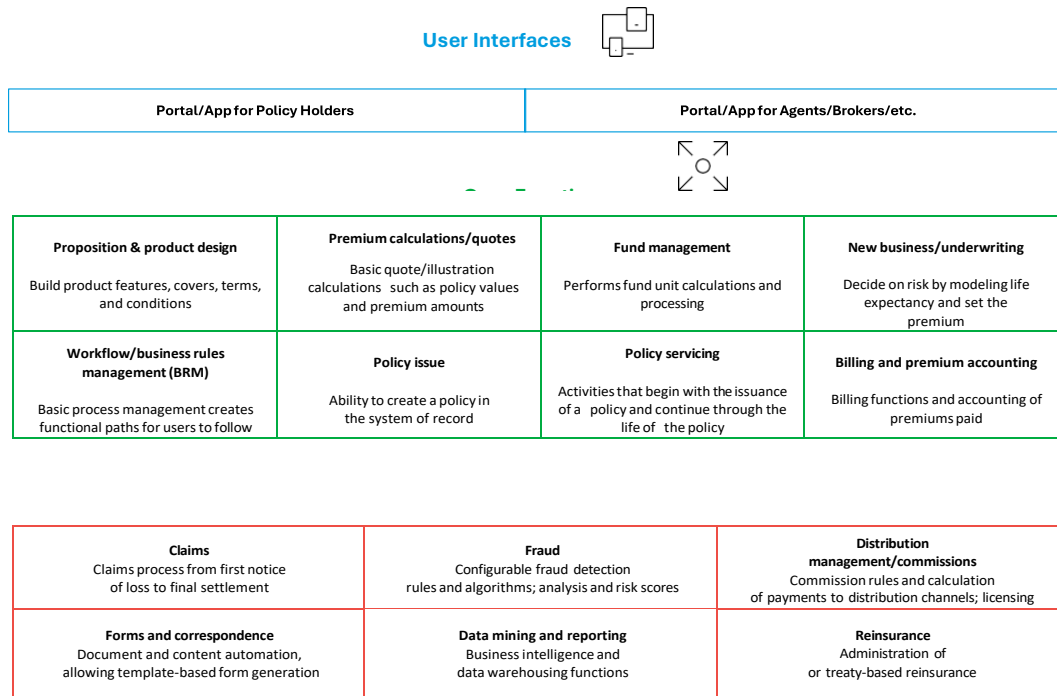 User Interfaces
Portal/App for Policy Holders
Portal/App for Agents/Brokers/etc.
Proposition & product design
Build product features, covers, terms,
and conditions
Premium calculations/quotes
Basic quote/illustration
calculations such as policy values
and premium amounts
Fund management
Performs fund unit calculations and
processing
New business/underwriting
Decide on risk by modeling life
expectancy and set the
premium
Workflow/business rules
management (BRM)
Basic process management creates
functional paths for users to follow
Policy issue
Ability to create a policy in
the system of record
Policy servicing
Activities that begin with the issuance
of a policy and continue through the
life of the policy
Billing and premium accounting
Billing functions and accounting of
premiums paid
Claims
Claims process from first notice
of loss to final settlement
Fraud
Configurable fraud detection
rules and algorithms; analysis and risk scores
Distribution
management/commissions
Commission rules and calculation
of payments to distribution channels; licensing
Forms and correspondence
Document and content automation,
allowing template-based form generation
Data mining and reporting
Business intelligence and
data warehousing functions
Reinsurance
Administration of
or treaty-based reinsurance